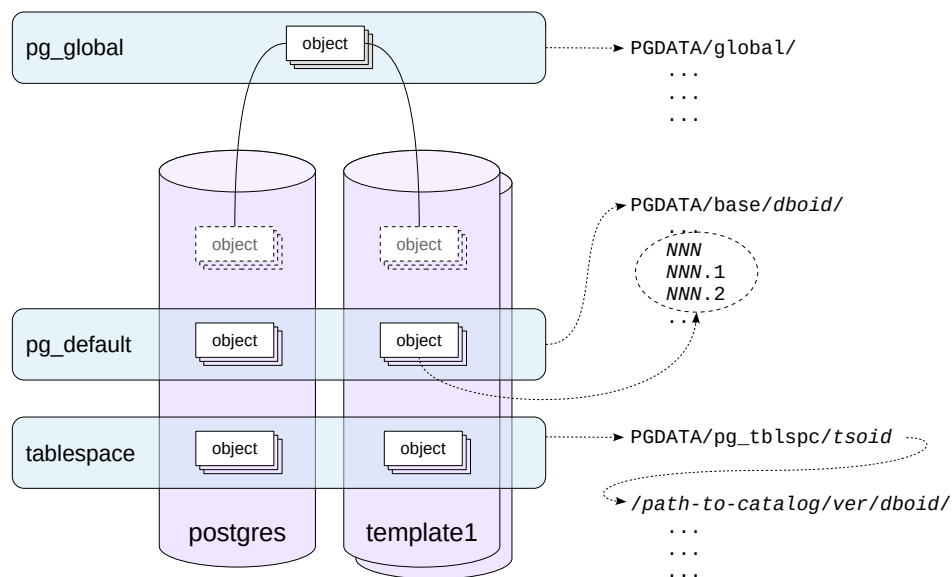 pg_global
object
PGDATA/global/
...
...
...
object
object
PGDATA/base/dboid/
...
NNN
NNN.1
NNN.2
...
pg_default
object
object
tablespace
object
object
PGDATA/pg_tblspc/tsoid
/path-to-catalog/ver/dboid/
...
...
...
postgres
template1